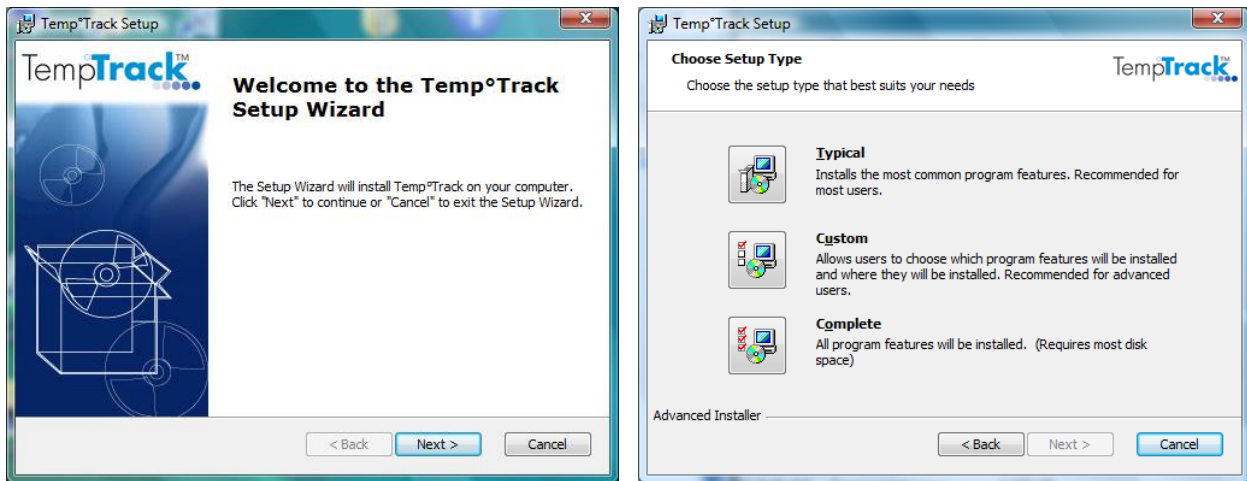 Temp°Track Setup
TempTrack™
Welcome to the Temp°Track
Setup Wizard
The Setup Wizard will install Temp°Track on your computer.
Click "Next" to continue or "Cancel" to exit the Setup Wizard.
< Back
Next >
Cancel
Temp°Track Setup
Choose Setup Type
Choose the setup type that best suits your needs
TempTrack™
Typical
Installs the most common program features. Recommended for
most users.
Custom
Allows users to choose which program features will be installed
and where they will be installed. Recommended for advanced
users.
Complete
All program features will be installed. (Requires most disk
space)
Advanced Installer
< Back
Next >
Cancel